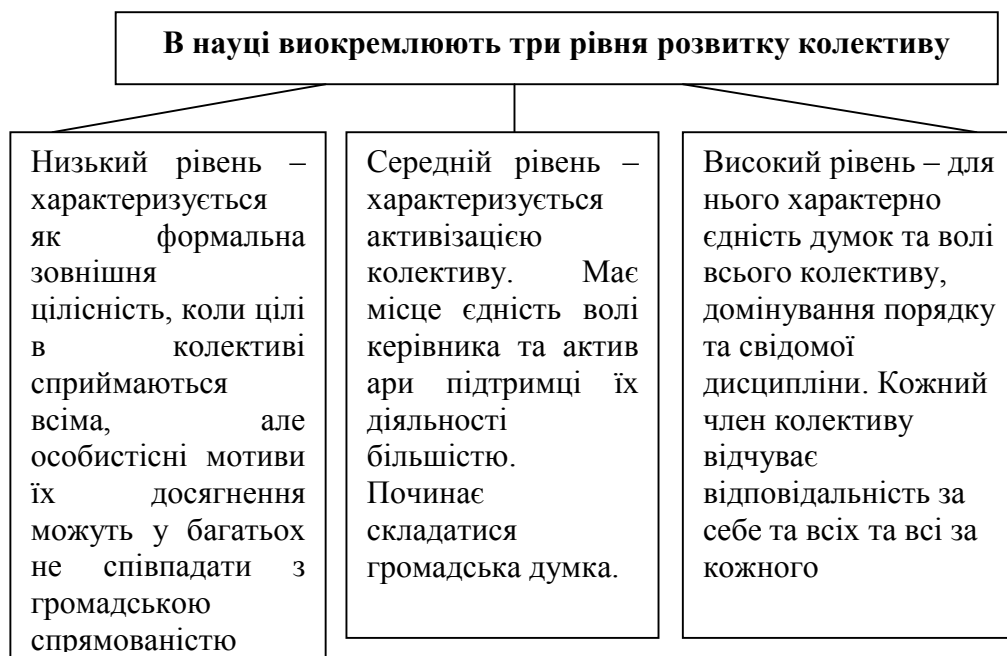 В науці виокремлюють три рівня розвитку колективу
Низький рівень –
характеризується
як формальна
зовнішня
цілісність, коли цілі
в колективі
сприймаються
всіма, але
особистісні мотиви
їх досягнення
можуть у багатьох
не співпадати з
громадською
спрямованістю
Середній рівень –
характеризується
активізацією
колективу. Має
місце єдність волі
керівника та актив
ари підтримці їх
діяльності
більшістю.
Починає
складатися
громадська думка.
Високий рівень – для
нього характерно
єдність думок та волі
всього колективу,
домінування порядку
та свідомої
дисципліни. Кожний
член колективу
відчуває
відповідальність за
себе та всіх та всі за
кожного